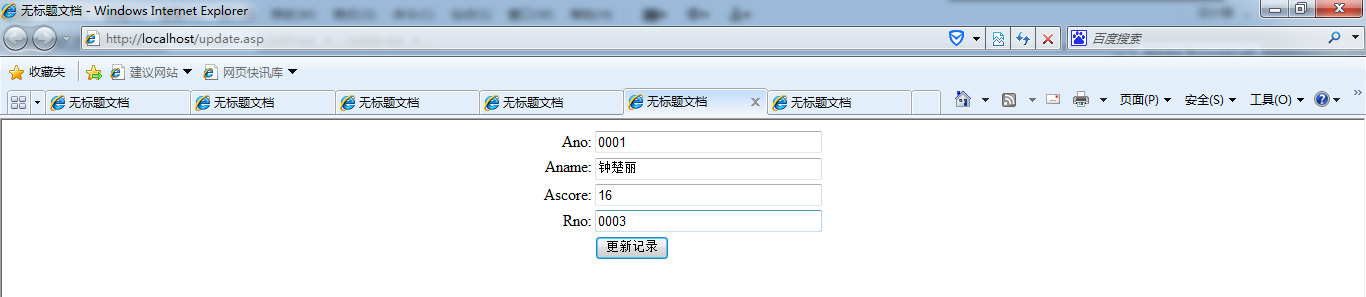 无标题文档 - Windows Internet Explorer
http://localhost/update.asp
百度搜索
收藏夹 建议网站 网页快讯库
无标题文档 无标题文档 无标题文档 无标题文档 无标题文档 无标题文档 页面(P) 安全(S) 工具(O)
Ano: 0001
Aname: 钟楚丽
Ascore: 16
Rno: 0003
更新记录